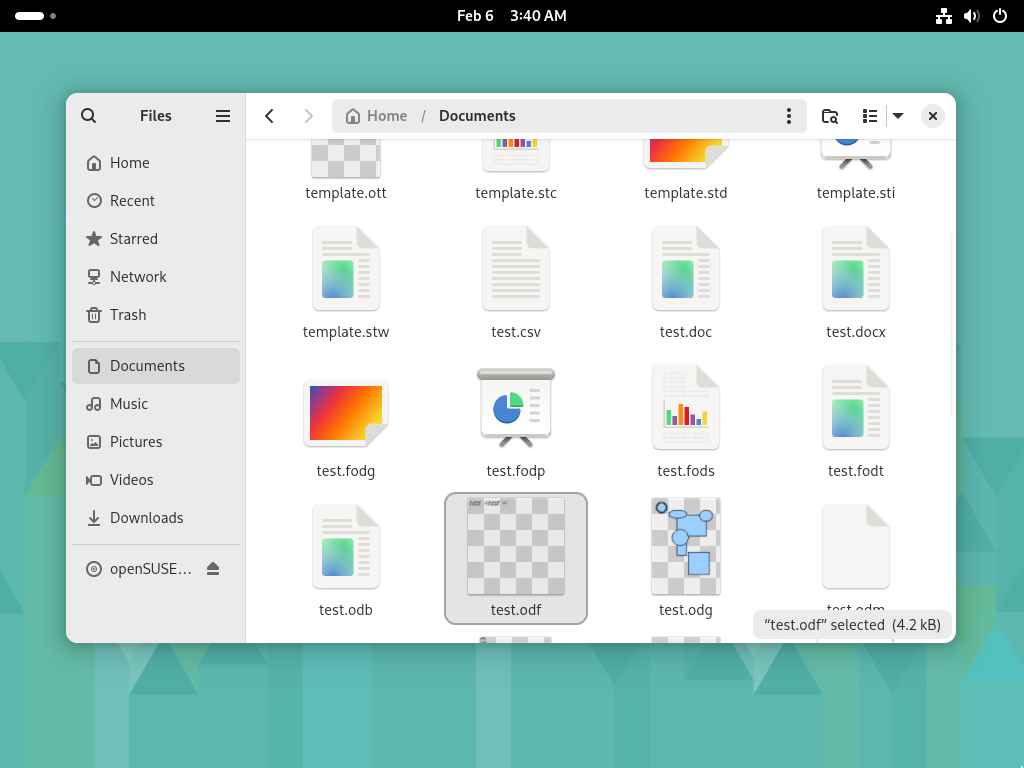 Feb 6 3:40 AM
Files
Home / Documents
Home
Recent
Starred
Network
Trash
Documents
Music
Pictures
Videos
Downloads
openSUSE…
template.ott
template.stc
template.std
template.sti
template.stw
test.csv
test.doc
test.docx
test.fodg
test.fodp
test.fods
test.fodt
test.odb
test.odf
test.odg
test.odm
“test.odf” selected (4.2 kB)